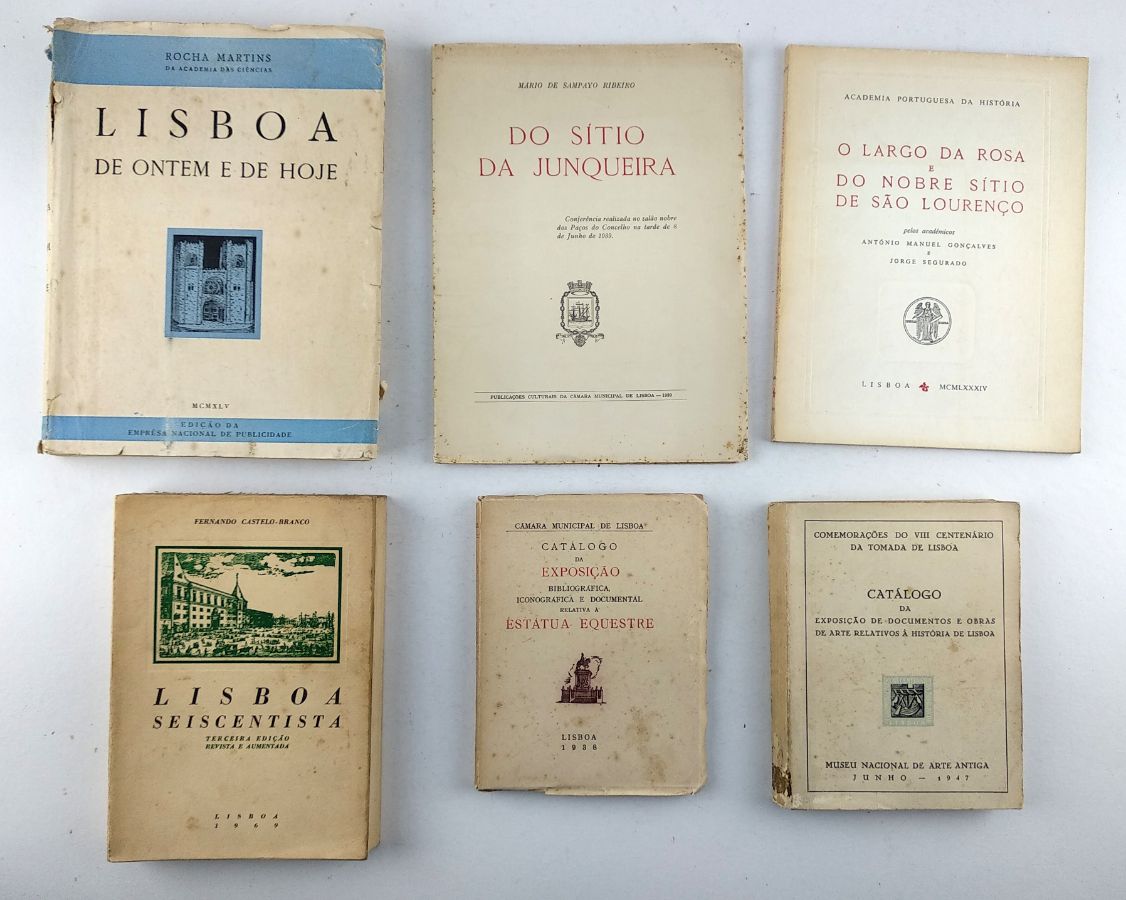 ROCHA MARTINS
DA ACADEMIA DAS CIÊNCIAS
LISBOA
DE ONTEM E DE HOJE
MCMXLV
EDIÇÃO DA
EMPRÊSA NACIONAL DE PUBLICIDADE
MÁRIO DE SAMPAYO RIBEIRO
DO SÍTIO
DA JUNQUEIRA
Conferência realizada no salão nobre
dos Paços do Concelho na tarde de 8
de Junho de 1939.
PUBLICAÇÕES CULTURAIS DA CÂMARA MUNICIPAL DE LISBOA — 1939
ACADEMIA PORTUGUESA DA HISTÓRIA
O LARGO DA ROSA
E
DO NOBRE SÍTIO
DE SÃO LOURENÇO
pelos académicos
ANTÓNIO MANUEL GONÇALVES
E
JORGE SEGURADO
LISBOA MCMLXXXIV
FERNANDO CASTELO-BRANCO
LISBOA
SEISCENTISTA
TERCEIRA EDIÇÃO
REVISTA E AUMENTADA
LISBOA
1969
CÂMARA MUNICIPAL DE LISBOA
CATÁLOGO
DA
EXPOSIÇÃO
BIBLIOGRÁFICA,
ICONOGRÁFICA E DOCUMENTAL
RELATIVA À
ESTÁTUA EQUESTRE
LISBOA
1938
COMEMORAÇÕES DO VIII CENTENÁRIO
DA TOMADA DE LISBOA
CATÁLOGO
DA
EXPOSIÇÃO DE DOCUMENTOS E OBRAS
DE ARTE RELATIVOS À HISTÓRIA DE LISBOA
MUSEU NACIONAL DE ARTE ANTIGA
JUNHO — 1947